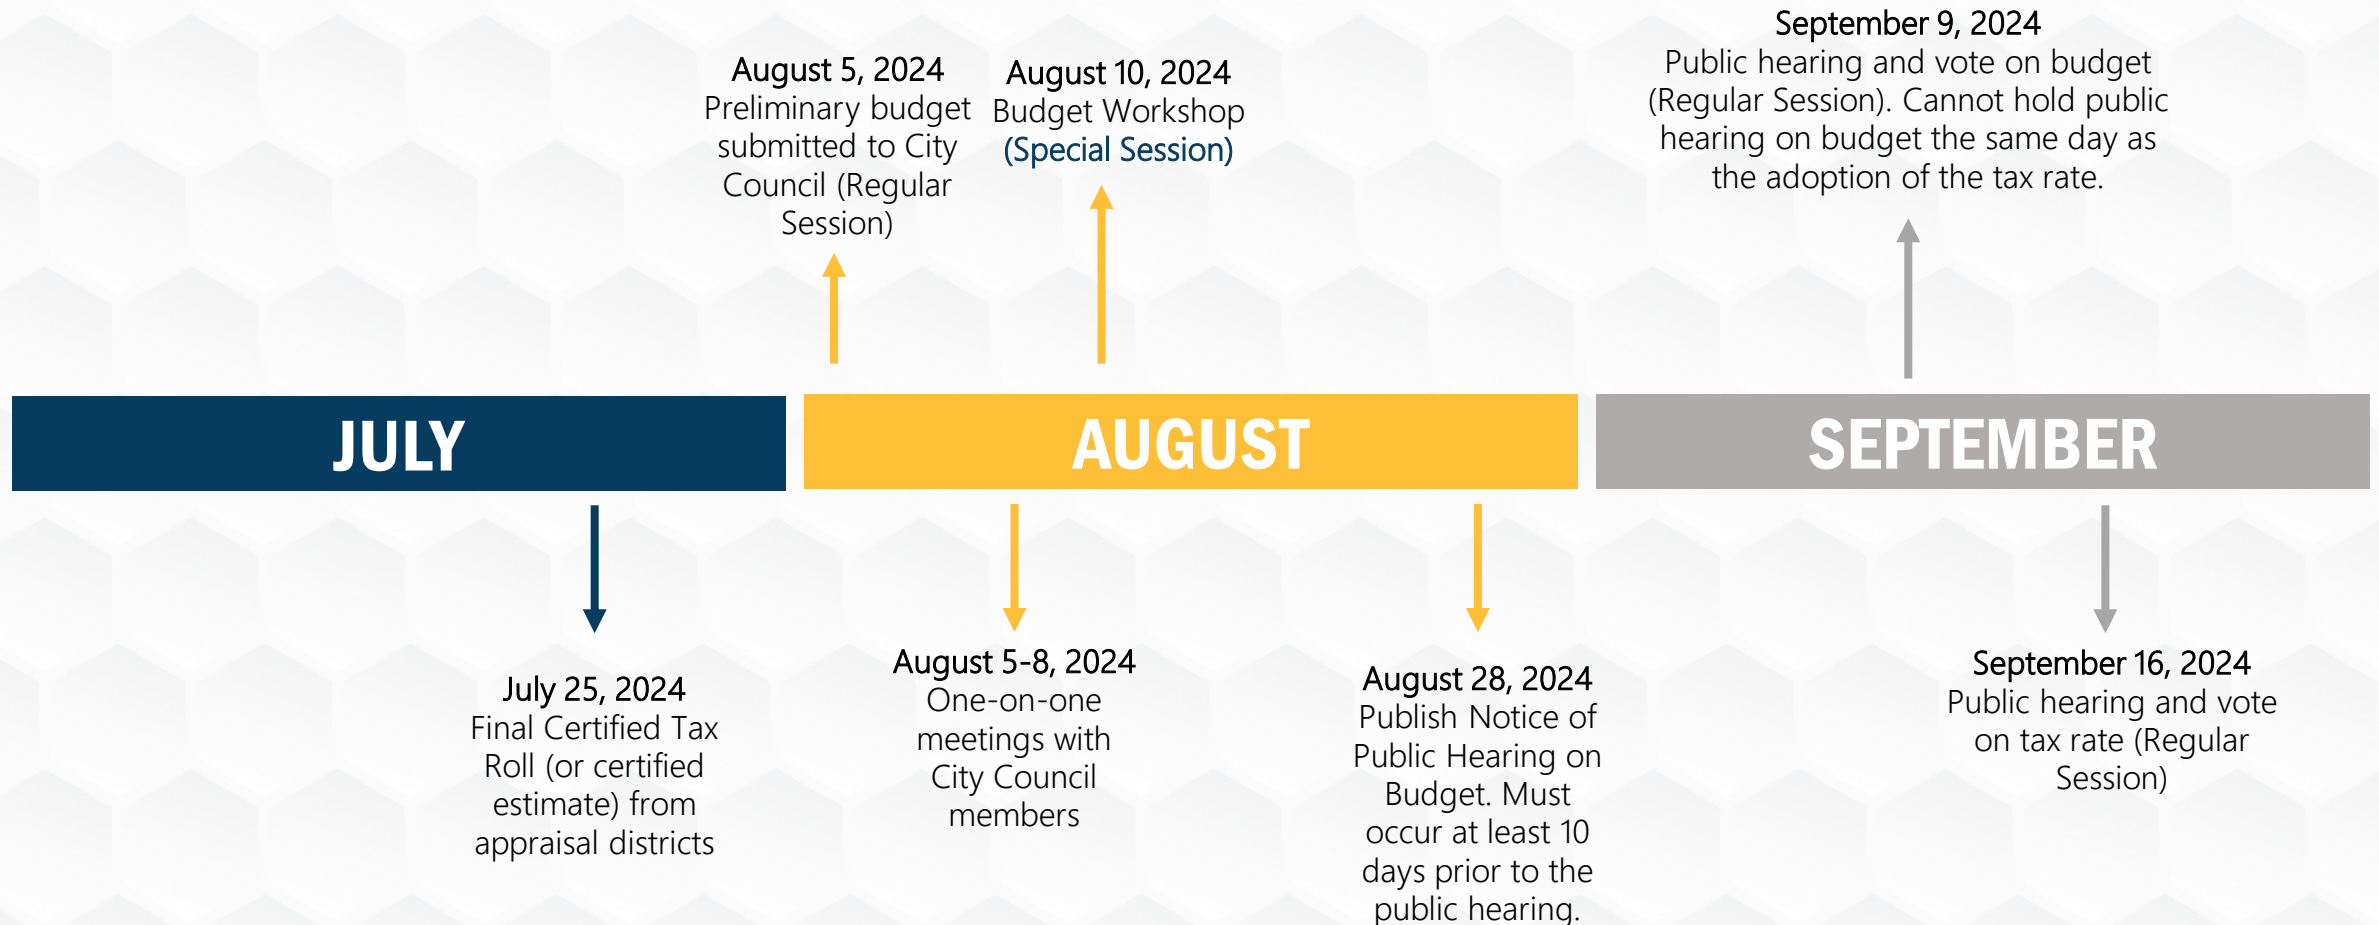 August 5, 2024
Preliminary budget
submitted to City
Council (Regular
Session)
August 10, 2024
Budget Workshop
(Special Session)
September 9, 2024
Public hearing and vote on budget
(Regular Session). Cannot hold public
hearing on budget the same day as
the adoption of the tax rate.
JULY
AUGUST
SEPTEMBER
July 25, 2024
Final Certified Tax
Roll (or certified
estimate) from
appraisal districts
August 5-8, 2024
One-on-one
meetings with
City Council
members
August 28, 2024
Publish Notice of
Public Hearing on
Budget. Must
occur at least 10
days prior to the
public hearing.
September 16, 2024
Public hearing and vote
on tax rate (Regular
Session)